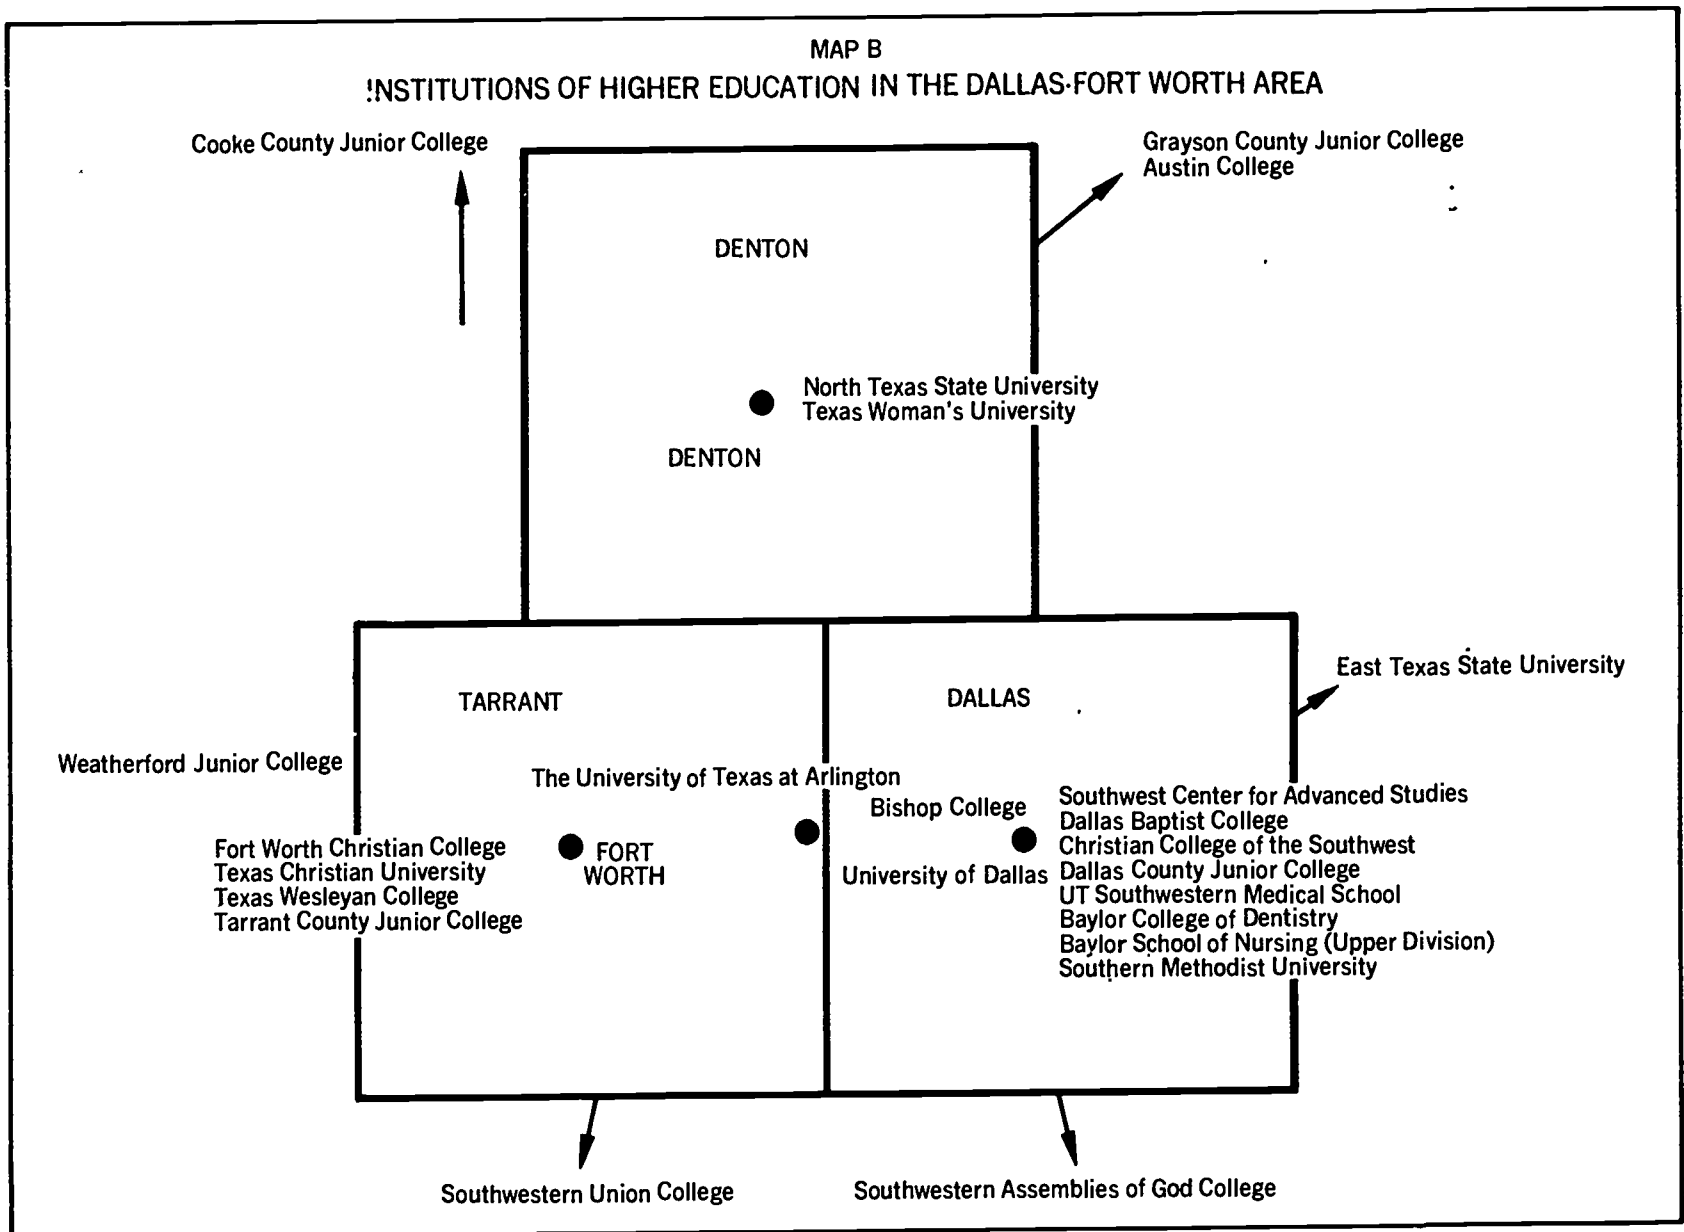 MAP B
INSTITUTIONS OF HIGHER EDUCATION IN THE DALLAS-FORT WORTH AREA
Cooke County Junior College
Grayson County Junior College
Austin College
DENTON
North Texas State University
Texas Woman's University
DENTON
TARRANT
DALLAS
East Texas State University
Weatherford Junior College
The University of Texas at Arlington
Bishop College
University of Dallas
Southwest Center for Advanced Studies
Dallas Baptist College
Christian College of the Southwest
Dallas County Junior College
UT Southwestern Medical School
Baylor College of Dentistry
Baylor School of Nursing (Upper Division)
Southern Methodist University
Fort Worth Christian College
Texas Christian University
Texas Wesleyan College
Tarrant County Junior College
FORT
WORTH
Southwestern Union College
Southwestern Assemblies of God College